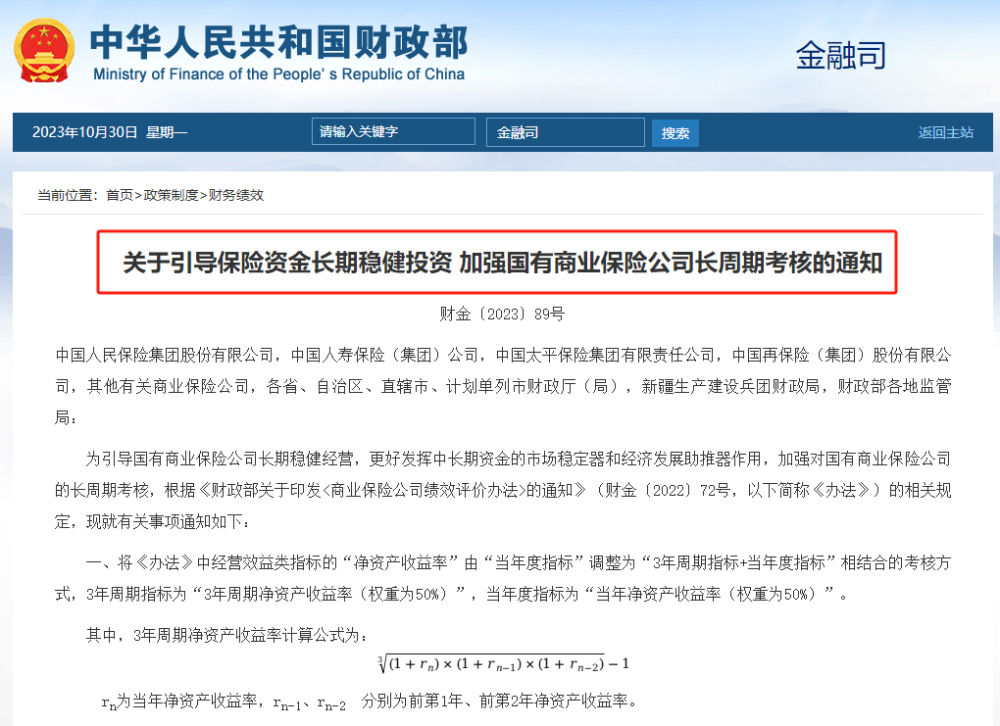 中华人民共和国财政部
Ministry of Finance of the People's Republic of China
金融司
2023年10月30日 星期一
请输入关键字
金融司
搜索
返回主站
当前位置：首页>政策制度>财务绩效
关于引导保险资金长期稳健投资 加强国有商业保险公司长周期考核的通知
财金〔2023〕89号
中国人民保险集团股份有限公司，中国人寿保险（集团）公司，中国太平保险集团有限责任公司，中国再保险（集团）股份有限公
司，其他有关商业保险公司，各省、自治区、直辖市、计划单列市财政厅（局），新疆生产建设兵团财政局，财政部各地监管
局：
为引导国有商业保险公司长期稳健经营，更好发挥中长期资金的市场稳定器和经济发展助推器作用，加强对国有商业保险公司
的长周期考核，根据《财政部关于印发<商业保险公司绩效评价办法>的通知》（财金〔2022〕72号，以下简称《办法》）的相关规
定，现就有关事项通知如下：
一、将《办法》中经营效益类指标的“净资产收益率”由“当年度指标”调整为“3年周期指标+当年度指标”相结合的考核方
式，3年周期指标为“3年周期净资产收益率（权重为50%）”，当年度指标为“当年净资产收益率（权重为50%）”。
其中，3年周期净资产收益率计算公式为：
∛((1 + rₙ) × (1 + rₙ₋₁) × (1 + rₙ₋₂)) − 1
rₙ为当年净资产收益率，rₙ₋₁、rₙ₋₂ 分别为前第1年、前第2年净资产收益率。